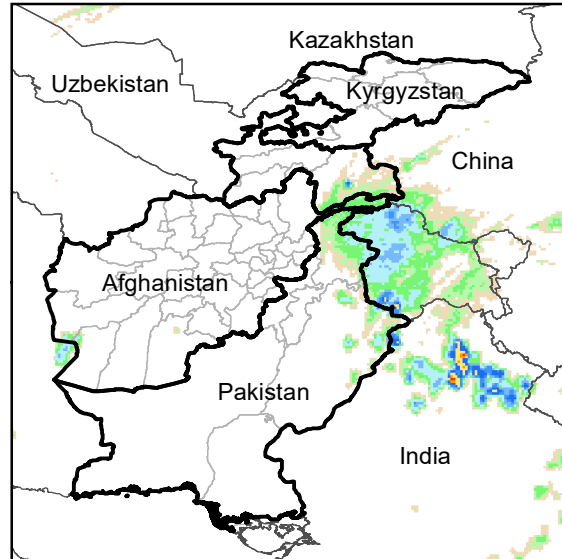 Kazakhstan
Uzbekistan
Kyrgyzstan
China
Afghanistan
Pakistan
India